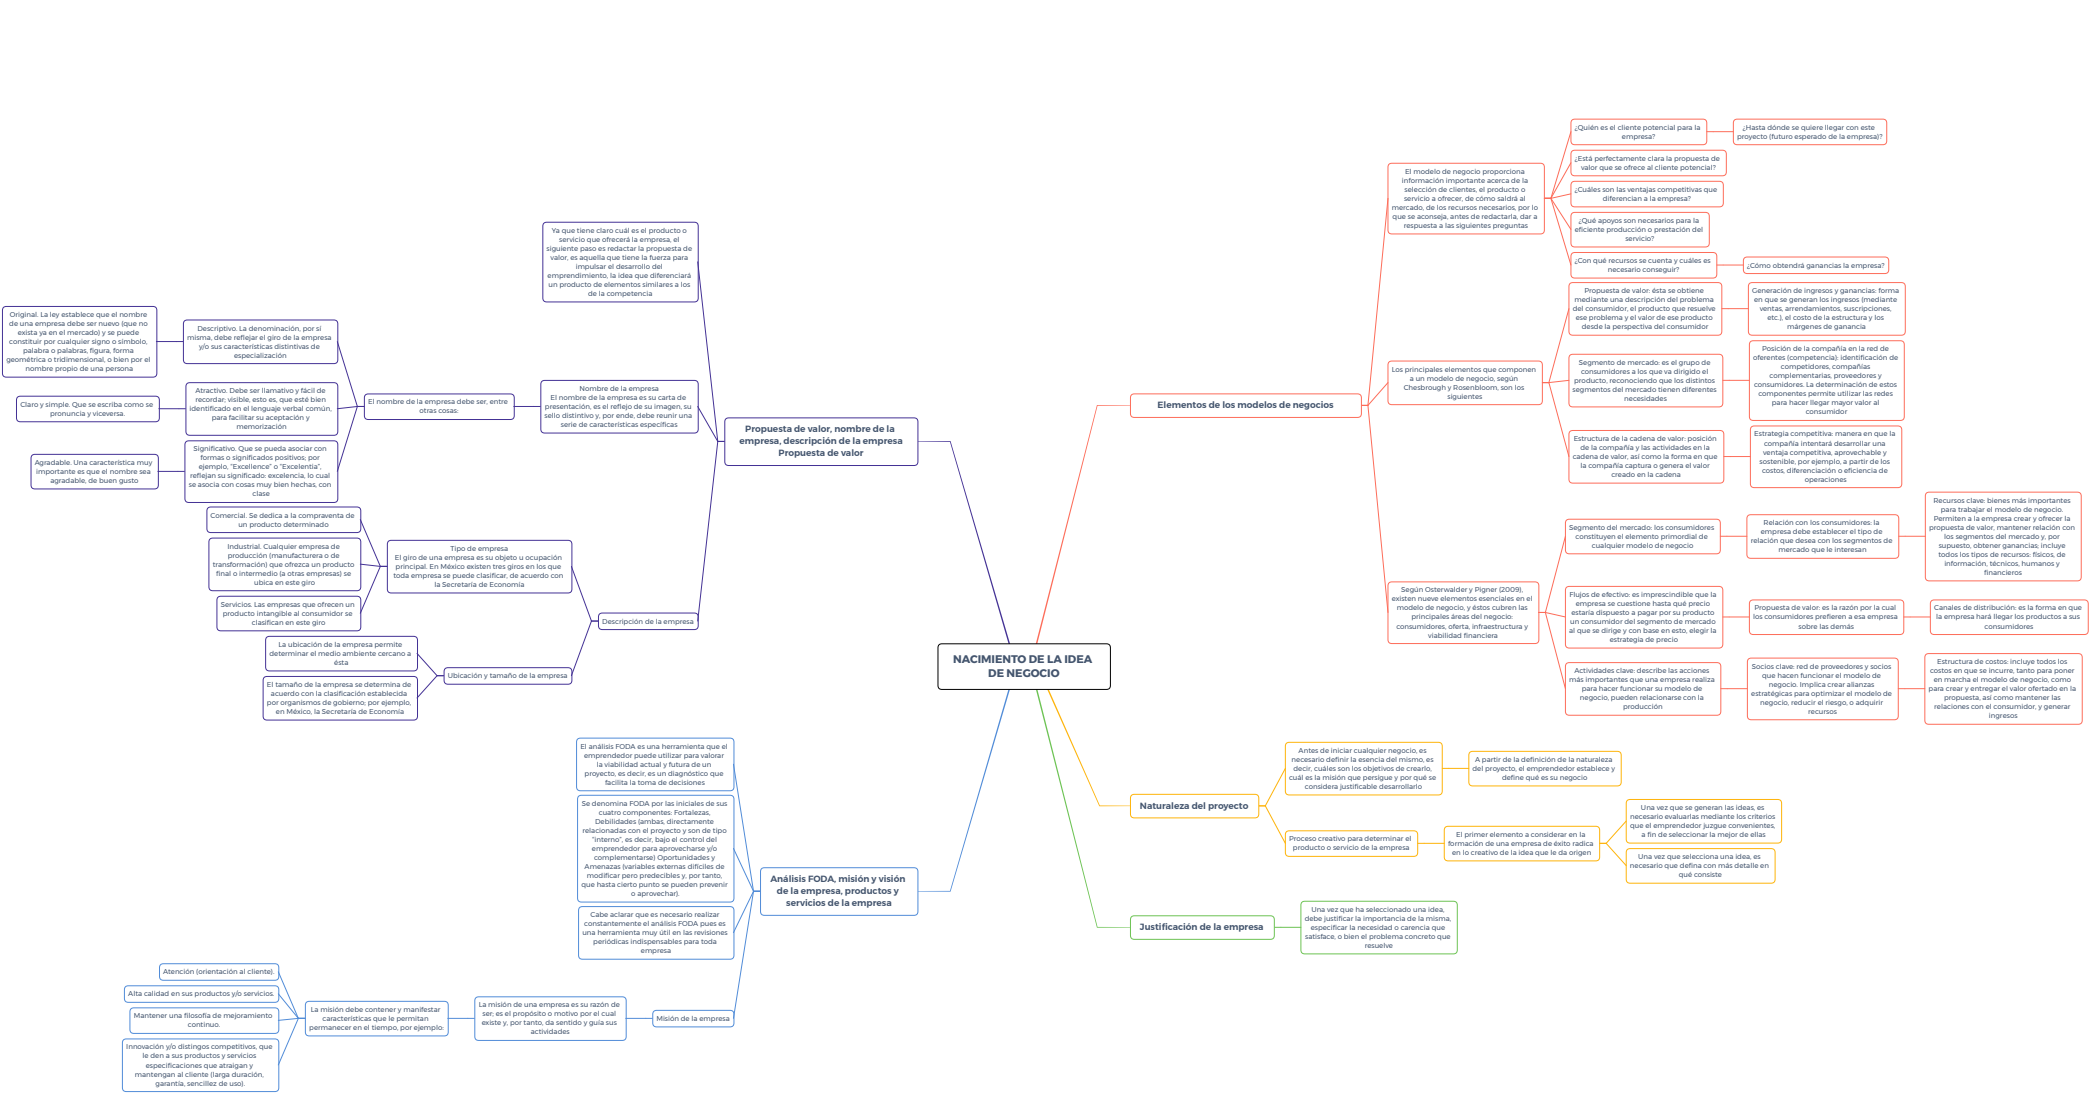 NACIMIENTO DE LA IDEA
DE NEGOCIO
Elementos de los modelos de negocios
El modelo de negocio proporciona
información importante acerca de la
selección de clientes, el producto o
servicio a ofrecer, de cómo saldrá al
mercado, de los recursos necesarios, por lo
que se aconseja, antes de redactarla, dar a
respuesta a las siguientes preguntas
¿Quién es el cliente potencial para la
empresa?
¿Hasta dónde se quiere llegar con este
proyecto (futuro esperado de la empresa)?
¿Está perfectamente clara la propuesta de
valor que se ofrece al cliente potencial?
¿Cuáles son las ventajas competitivas que
diferencian a la empresa?
¿Qué apoyos son necesarios para la
eficiente producción o prestación del
servicio?
¿Con qué recursos se cuenta y cuáles es
necesario conseguir?
¿Cómo obtendrá ganancias la empresa?
Los principales elementos que componen
a un modelo de negocio, según
Chesbrough y Rosenbloom, son los
siguientes
Propuesta de valor: ésta se obtiene
mediante una descripción del problema
del consumidor, el producto que resuelve
ese problema y el valor de ese producto
desde la perspectiva del consumidor
Generación de ingresos y ganancias: forma
en que se generan los ingresos (mediante
ventas, arrendamientos, suscripciones,
etc.), el costo de la estructura y los
márgenes de ganancia
Segmento de mercado: es el grupo de
consumidores a los que va dirigido el
producto, reconociendo que los distintos
segmentos del mercado tienen diferentes
necesidades
Posición de la compañía en la red de
oferentes (competencia): identificación de
competidores, compañías
complementarias, proveedores y
consumidores. La determinación de estos
componentes permite utilizar las redes
para hacer llegar mayor valor al
consumidor
Estructura de la cadena de valor: posición
de la compañía y las actividades en la
cadena de valor, así como la forma en que
la compañía captura o genera el valor
creado en la cadena
Estrategia competitiva: manera en que la
compañía intentará desarrollar una
ventaja competitiva, aprovechable y
sostenible, por ejemplo, a partir de los
costos, diferenciación o eficiencia de
operaciones
Según Osterwalder y Pigner (2009),
existen nueve elementos esenciales en el
modelo de negocio, y éstos cubren las
principales áreas del negocio:
consumidores, oferta, infraestructura y
viabilidad financiera
Segmento del mercado: los consumidores
constituyen el elemento primordial de
cualquier modelo de negocio
Relación con los consumidores: la
empresa debe establecer el tipo de
relación que desea con los segmentos de
mercado que le interesan
Recursos clave: bienes más importantes
para trabajar el modelo de negocio.
Permiten a la empresa crear y ofrecer la
propuesta de valor, mantener relación con
los segmentos del mercado y, por
supuesto, obtener ganancias; incluye
todos los tipos de recursos: físicos, de
información, técnicos, humanos y
financieros
Flujos de efectivo: es imprescindible que la
empresa se cuestione hasta qué precio
estaría dispuesto a pagar por su producto
un consumidor del segmento de mercado
al que se dirige y con base en esto, elegir la
estrategia de precio
Propuesta de valor: es la razón por la cual
los consumidores prefieren a esa empresa
sobre las demás
Canales de distribución: es la forma en que
la empresa hará llegar los productos a sus
consumidores
Actividades clave: describe las acciones
más importantes que una empresa realiza
para hacer funcionar su modelo de
negocio, pueden relacionarse con la
producción
Socios clave: red de proveedores y socios
que hacen funcionar el modelo de
negocio. Implica crear alianzas
estratégicas para optimizar el modelo de
negocio, reducir el riesgo, o adquirir
recursos
Estructura de costos: incluye todos los
costos en que se incurre, tanto para poner
en marcha el modelo de negocio, como
para crear y entregar el valor ofertado en la
propuesta, así como mantener las
relaciones con el consumidor, y generar
ingresos
Naturaleza del proyecto
Antes de iniciar cualquier negocio, es
necesario definir la esencia del mismo, es
decir, cuáles son los objetivos de crearlo,
cuál es la misión que persigue y por qué se
considera justificable desarrollarlo
A partir de la definición de la naturaleza
del proyecto, el emprendedor establece y
define qué es su negocio
Proceso creativo para determinar el
producto o servicio de la empresa
El primer elemento a considerar en la
formación de una empresa de éxito radica
en lo creativo de la idea que le da origen
Una vez que se generan las ideas, es
necesario evaluarlas mediante los criterios
que el emprendedor juzgue convenientes,
a fin de seleccionar la mejor de ellas
Una vez que selecciona una idea, es
necesario que defina con más detalle en
qué consiste
Justificación de la empresa
Una vez que ha seleccionado una idea,
debe justificar la importancia de la misma,
especificar la necesidad o carencia que
satisface, o bien el problema concreto que
resuelve
Propuesta de valor, nombre de la
empresa, descripción de la empresa
Propuesta de valor
Ya que tiene claro cuál es el producto o
servicio que ofrecerá la empresa, el
siguiente paso es redactar la propuesta de
valor, es aquella que tiene la fuerza para
impulsar el desarrollo del
emprendimiento, la idea que diferenciará
un producto de elementos similares a los
de la competencia
Nombre de la empresa
El nombre de la empresa es su carta de
presentación, es el reflejo de su imagen, su
sello distintivo y, por ende, debe reunir una
serie de características específicas
El nombre de la empresa debe ser, entre
otras cosas:
Descriptivo. La denominación, por sí
misma, debe reflejar el giro de la empresa
y/o sus características distintivas de
especialización
Original. La ley establece que el nombre
de una empresa debe ser nuevo (que no
exista ya en el mercado) y se puede
constituir por cualquier signo o símbolo,
palabra o palabras, figura, forma
geométrica o tridimensional, o bien por el
nombre propio de una persona
Atractivo. Debe ser llamativo y fácil de
recordar; visible, esto es, que esté bien
identificado en el lenguaje verbal común,
para facilitar su aceptación y
memorización
Claro y simple. Que se escriba como se
pronuncia y viceversa.
Significativo. Que se pueda asociar con
formas o significados positivos; por
ejemplo, "Excellence" o "Excelentia",
reflejan su significado: excelencia, lo cual
se asocia con cosas muy bien hechas, con
clase
Agradable. Una característica muy
importante es que el nombre sea
agradable, de buen gusto
Descripción de la empresa
Tipo de empresa
El giro de una empresa es su objeto u ocupación
principal. En México existen tres giros en los que
toda empresa se puede clasificar, de acuerdo con
la Secretaría de Economía
Comercial. Se dedica a la compraventa de
un producto determinado
Industrial. Cualquier empresa de
producción (manufacturera o de
transformación) que ofrezca un producto
final o intermedio (a otras empresas) se
ubica en este giro
Servicios. Las empresas que ofrecen un
producto intangible al consumidor se
clasifican en este giro
Ubicación y tamaño de la empresa
La ubicación de la empresa permite
determinar el medio ambiente cercano a
ésta
El tamaño de la empresa se determina de
acuerdo con la clasificación establecida
por organismos de gobierno; por ejemplo,
en México, la Secretaría de Economía
Análisis FODA, misión y visión
de la empresa, productos y
servicios de la empresa
El análisis FODA es una herramienta que el
emprendedor puede utilizar para valorar
la viabilidad actual y futura de un
proyecto, es decir, es un diagnóstico que
facilita la toma de decisiones
Se denomina FODA por las iniciales de sus
cuatro componentes: Fortalezas,
Debilidades (ambas, directamente
relacionadas con el proyecto y son de tipo
"interno", es decir, bajo el control del
emprendedor para aprovecharse y/o
complementarse) Oportunidades y
Amenazas (variables externas difíciles de
modificar pero predecibles y, por tanto,
que hasta cierto punto se pueden prevenir
o aprovechar).
Cabe aclarar que es necesario realizar
constantemente el análisis FODA pues es
una herramienta muy útil en las revisiones
periódicas indispensables para toda
empresa
Misión de la empresa
La misión de una empresa es su razón de
ser; es el propósito o motivo por el cual
existe y, por tanto, da sentido y guía sus
actividades
La misión debe contener y manifestar
características que le permitan
permanecer en el tiempo, por ejemplo:
Atención (orientación al cliente).
Alta calidad en sus productos y/o servicios.
Mantener una filosofía de mejoramiento
continuo.
Innovación y/o distingos competitivos, que
le den a sus productos y servicios
especificaciones que atraigan y
mantengan al cliente (larga duración,
garantía, sencillez de uso).